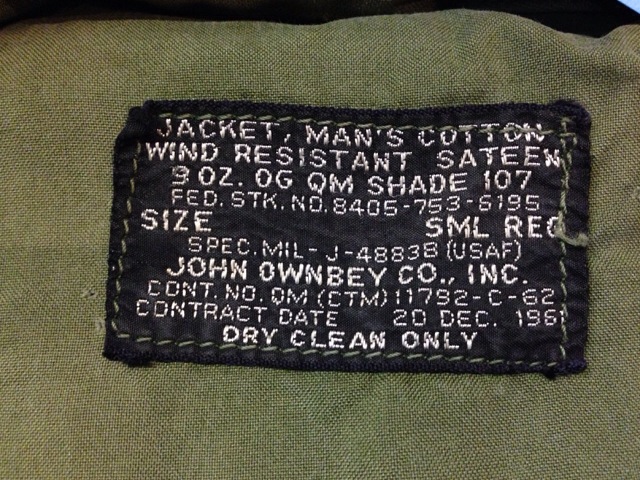 JACKET, MAN'S COTTON
WIND RESISTANT SATEEN
9 OZ. OG QM SHADE 107
FED. STK. NO. 8405-753-6195
SIZE SML REG
SPEC. MIL-J-4883B (USAF)
JOHN OWNBEY CO., INC.
CONT. NO. QM (CTM) 11792-C-62
CONTRACT DATE 20 DEC. 1961
DRY CLEAN ONLY